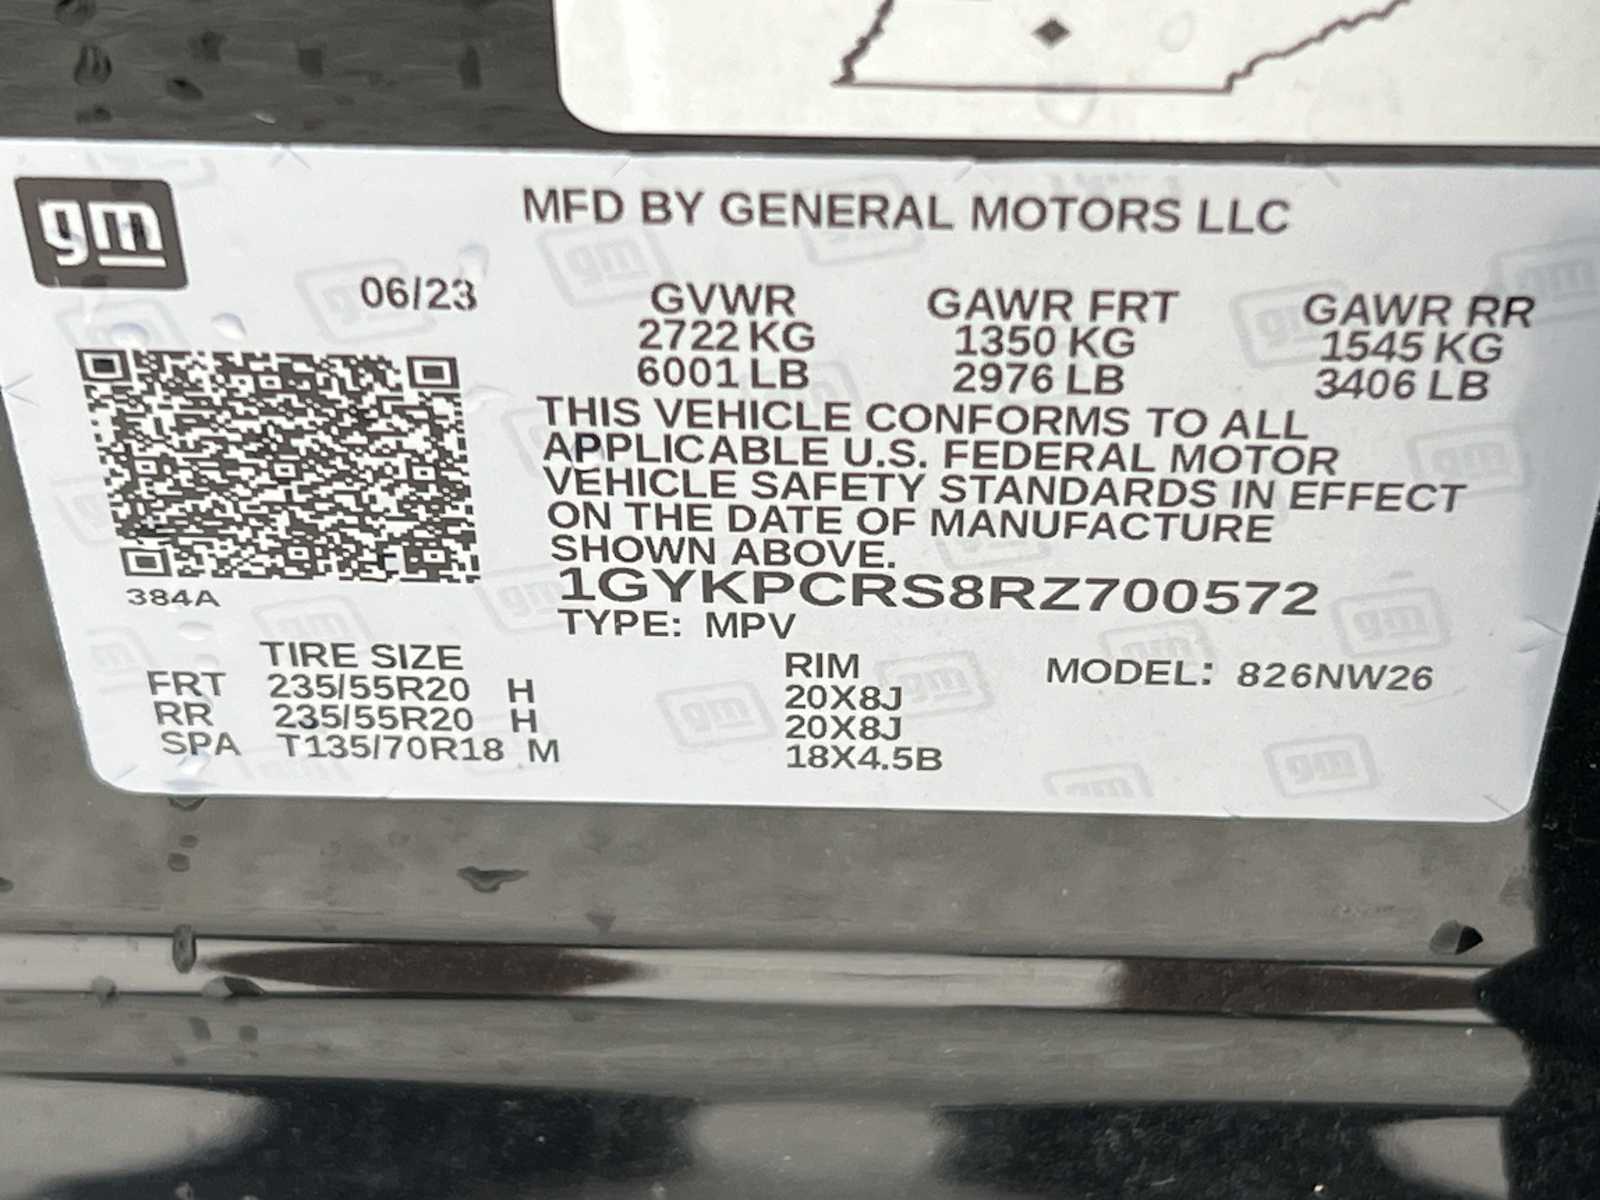 gm
MFD BY GENERAL MOTORS LLC
06/23
GVWR GAWR FRT GAWR RR
2722 KG 1350 KG 1545 KG
6001 LB 2976 LB 3406 LB
THIS VEHICLE CONFORMS TO ALL
APPLICABLE U.S. FEDERAL MOTOR
VEHICLE SAFETY STANDARDS IN EFFECT
ON THE DATE OF MANUFACTURE
SHOWN ABOVE.
384A
1GYKPCRS8RZ700572
TYPE: MPV
TIRE SIZE RIM MODEL: 826NW26
FRT 235/55R20 H 20X8J
RR 235/55R20 H 20X8J
SPA T135/70R18 M 18X4.5B